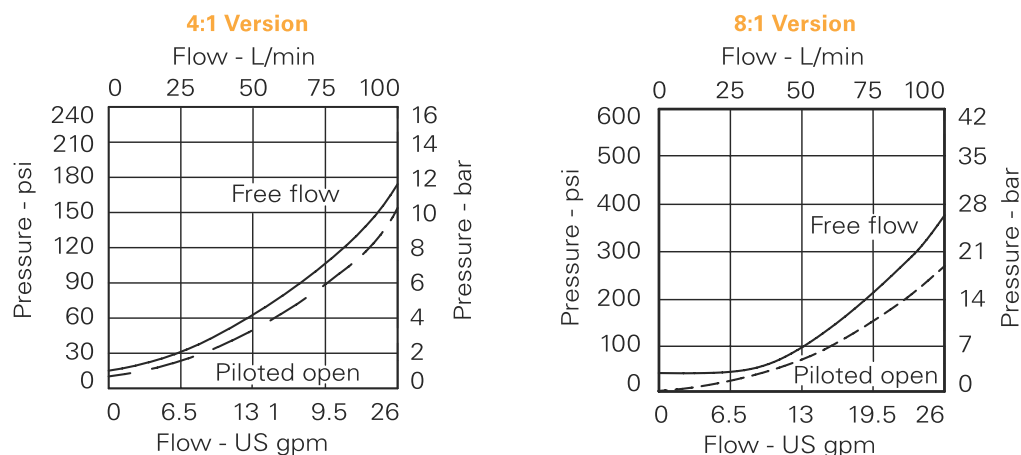 4:1 Version
Flow - L/min
0 25 50 75 100
240 16
210 14
180 12
150 10
120 8
90 6
60 4
30 2
0 0
Pressure - psi
Pressure - bar
Free flow
Piloted open
0 6.5 13 1 9.5 26
Flow - US gpm
8:1 Version
Flow - L/min
0 25 50 75 100
600 42
500 35
400 28
300 21
200 14
100 7
0 0
Pressure - psi
Pressure - bar
Free flow
Piloted open
0 6.5 13 19.5 26
Flow - US gpm